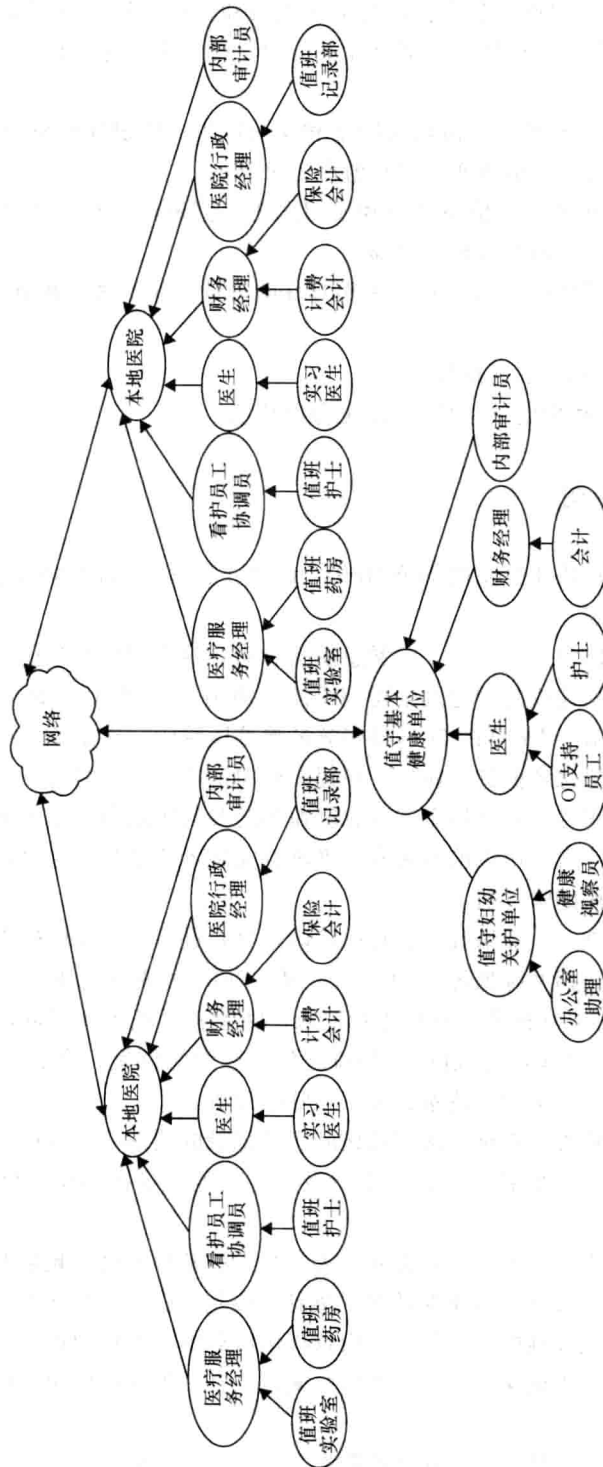 网络
本地医院
医疗服
务经理
看护员工
协调员
医生
财务
经理
医院行政
经理
内部
审计员
值班
实验室
值班
药房
值班
护士
实习
医生
计费
会计
保险
会计
值班
记录部
本地医院
医疗服
务经理
看护员工
协调员
医生
财务
经理
医院行政
经理
内部
审计员
值班
实验室
值班
药房
值班
护士
实习
医生
计费
会计
保险
会计
值班
记录部
值守基本
健康单位
值守妇幼
关护单位
医生
财务经理
内部审计员
办公室
助理
健康
视察员
OI支持
员工
护士
会计